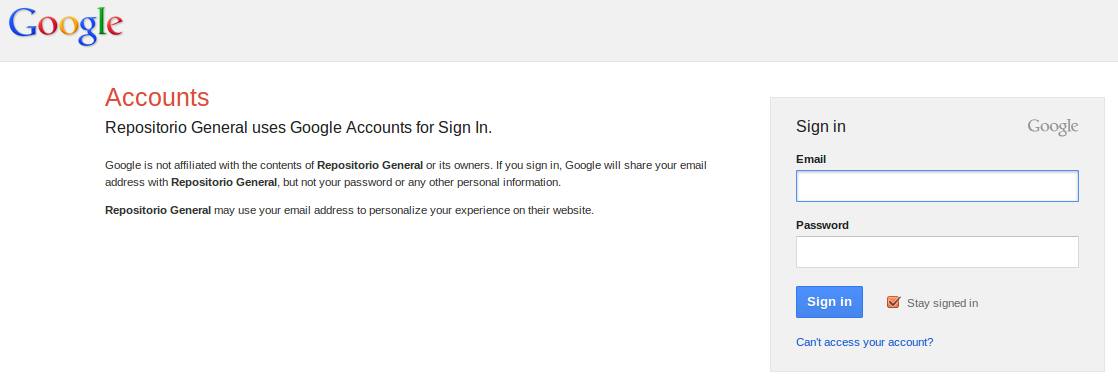 Google
Accounts
Repositorio General uses Google Accounts for Sign In.
Google is not affiliated with the contents of Repositorio General or its owners. If you sign in, Google will share your email
address with Repositorio General, but not your password or any other personal information.
Repositorio General may use your email address to personalize your experience on their website.
Sign in
Google
Email
Password
Sign in
Stay signed in
Can't access your account?